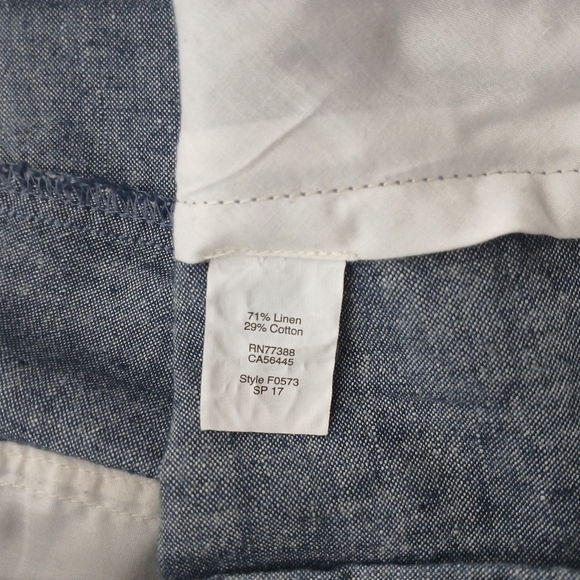 71% Linen
29% Cotton
RN77388
CA56445
Style F0573
SP 17